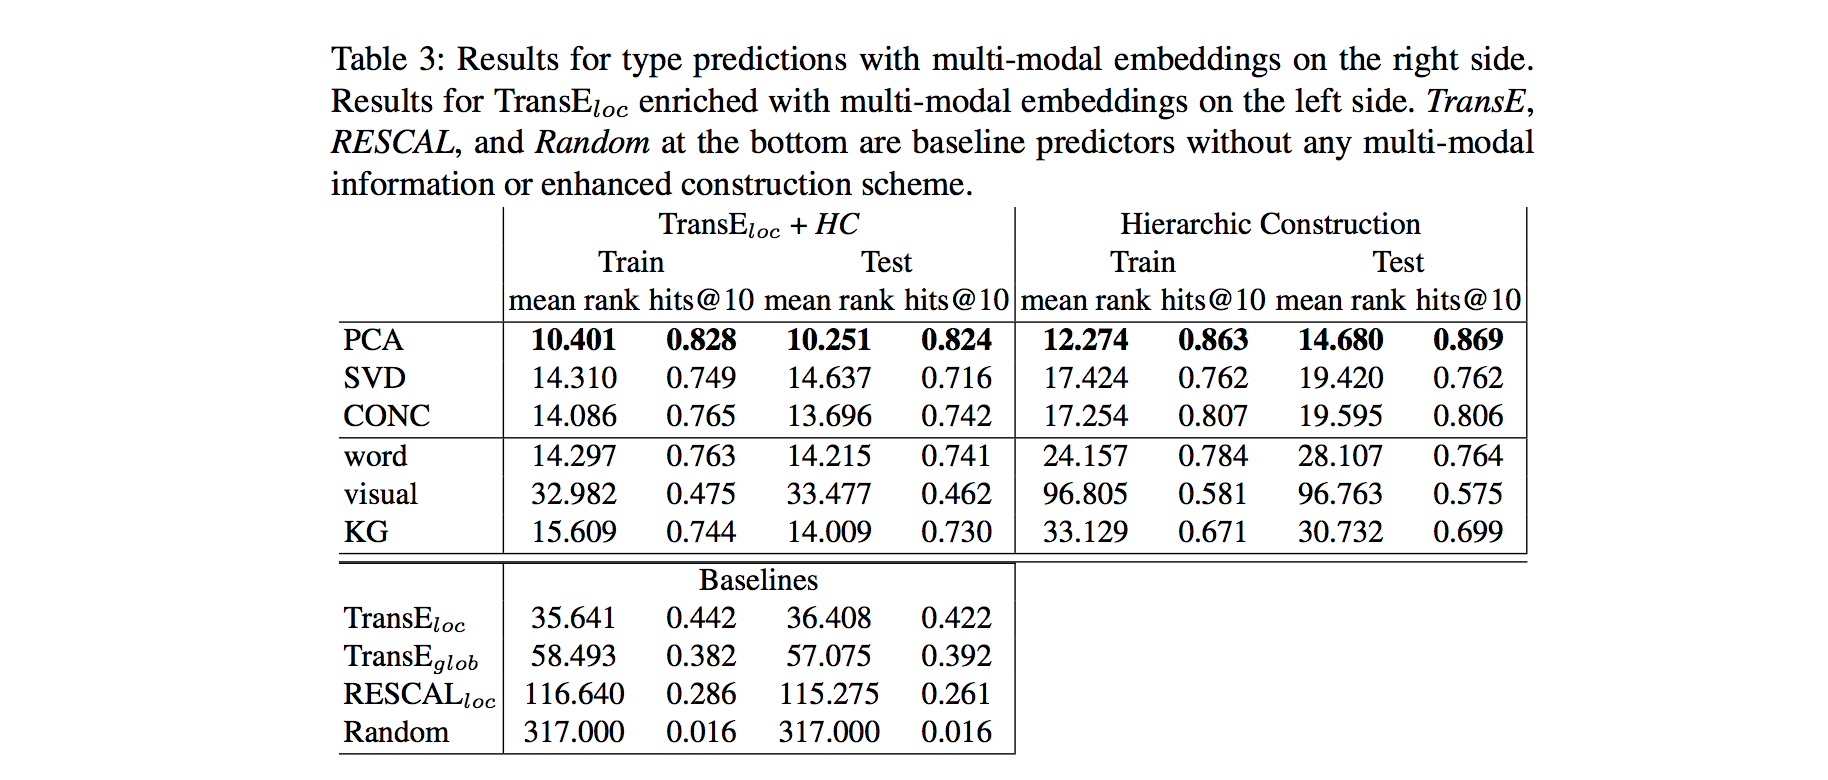 Table 3: Results for type predictions with multi-modal embeddings on the right side.
Results for TransE_loc enriched with multi-modal embeddings on the left side. TransE,
RESCAL, and Random at the bottom are baseline predictors without any multi-modal
information or enhanced construction scheme.
TransE_loc + HC Hierarchic Construction
Train Test Train Test
mean rank hits@10 mean rank hits@10 mean rank hits@10 mean rank hits@10
PCA 10.401 0.828 10.251 0.824 12.274 0.863 14.680 0.869
SVD 14.310 0.749 14.637 0.716 17.424 0.762 19.420 0.762
CONC 14.086 0.765 13.696 0.742 17.254 0.807 19.595 0.806
word 14.297 0.763 14.215 0.741 24.157 0.784 28.107 0.764
visual 32.982 0.475 33.477 0.462 96.805 0.581 96.763 0.575
KG 15.609 0.744 14.009 0.730 33.129 0.671 30.732 0.699
Baselines
TransE_loc 35.641 0.442 36.408 0.422
TransE_glob 58.493 0.382 57.075 0.392
RESCAL_loc 116.640 0.286 115.275 0.261
Random 317.000 0.016 317.000 0.016